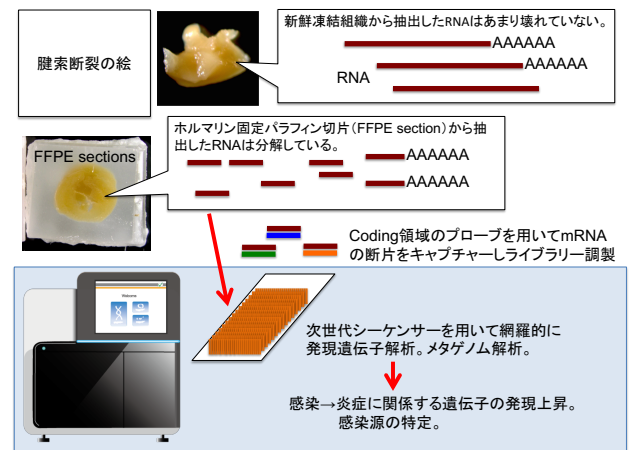 新鮮凍結組織から抽出したRNAはあまり壊れていない。
AAAAAA
AAAAAA
RNA
腱索断裂の絵
ホルマリン固定パラフィン切片(FFPE section)から抽
出したRNAは分解している。
AAAAAA
AAAAAA
FFPE sections
Coding領域のプローブを用いてmRNA
の断片をキャプチャーしライブラリー調製
Welcome
次世代シーケンサーを用いて網羅的に
発現遺伝子解析。メタゲノム解析。
感染→炎症に関係する遺伝子の発現上昇。
感染源の特定。